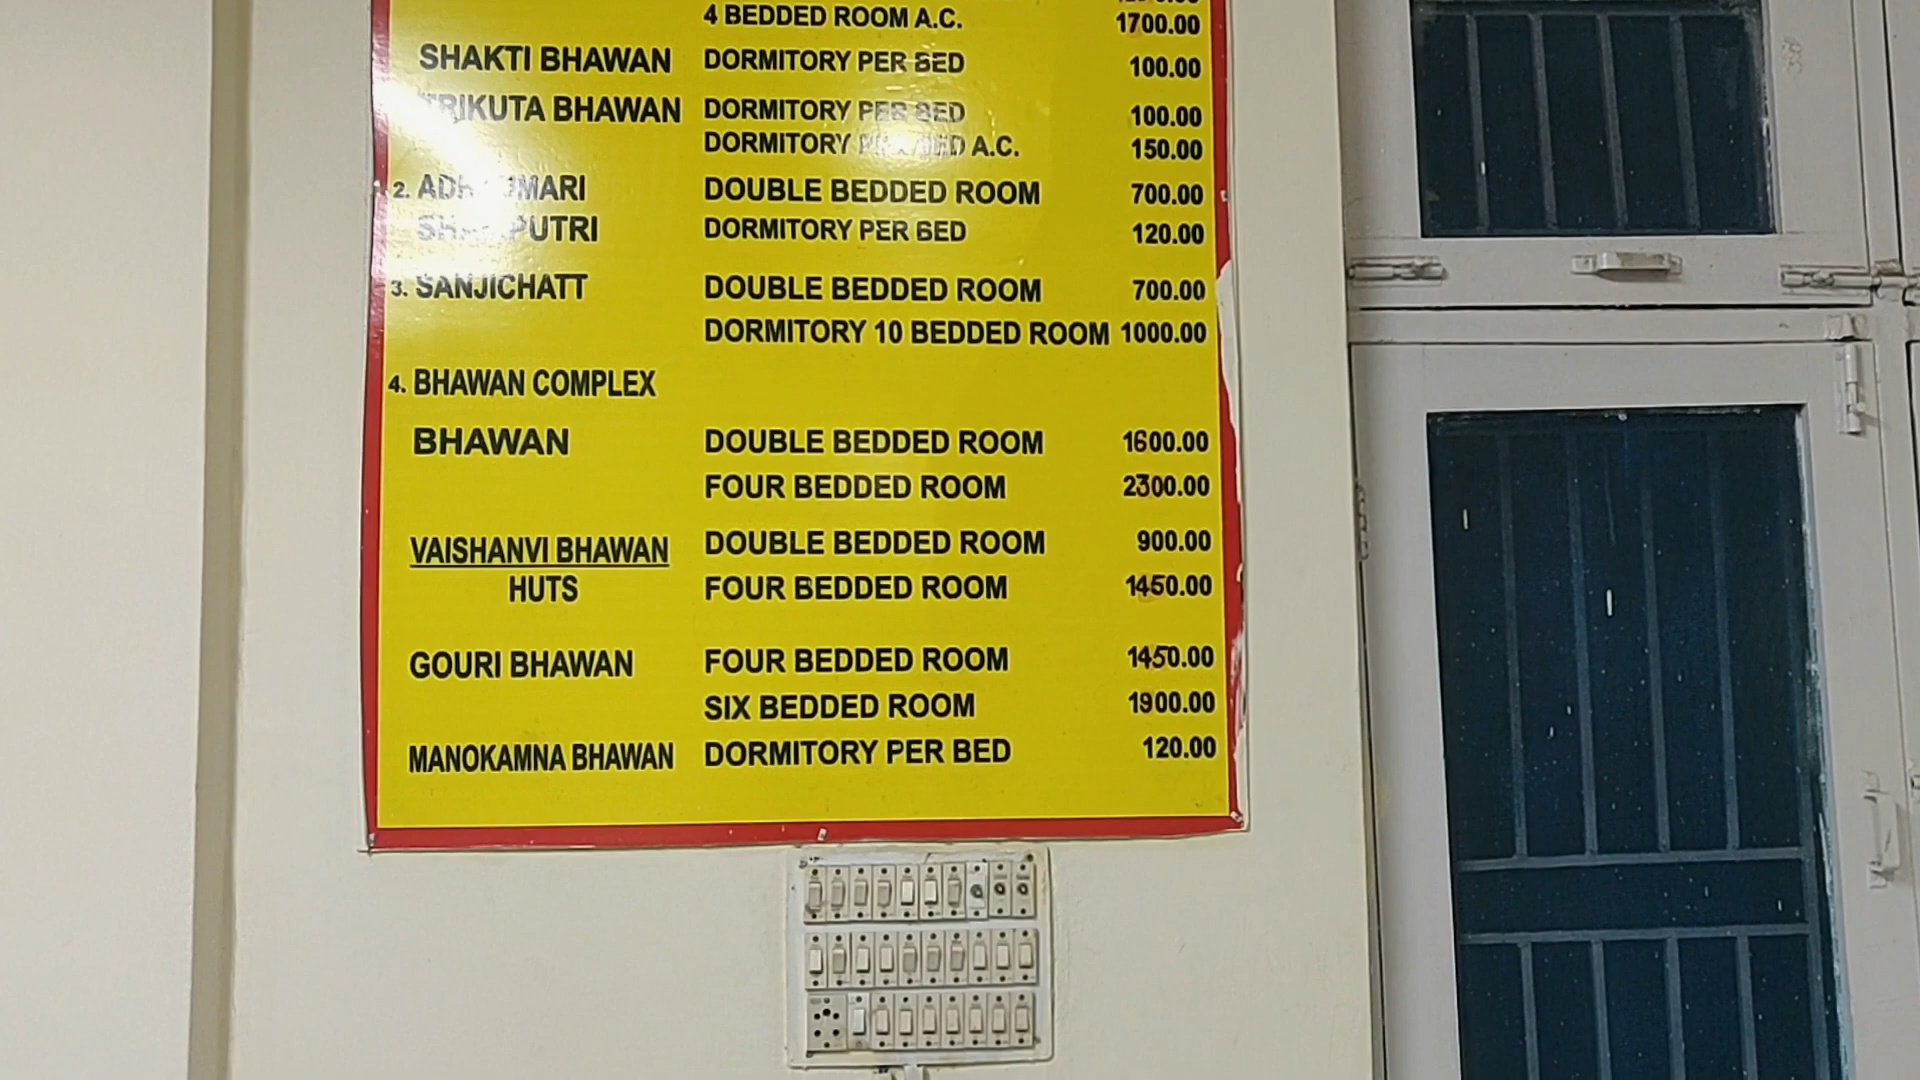 4 BEDDED ROOM A.C. 1700.00
SHAKTI BHAWAN DORMITORY PER BED 100.00
TRIKUTA BHAWAN DORMITORY PER BED 100.00
DORMITORY PER BED A.C. 150.00
2. DOUBLE BEDDED ROOM 700.00
DORMITORY PER BED 120.00
3. SANJICHATT DOUBLE BEDDED ROOM 700.00
DORMITORY 10 BEDDED ROOM 1000.00
4. BHAWAN COMPLEX
BHAWAN DOUBLE BEDDED ROOM 1600.00
FOUR BEDDED ROOM 2300.00
VAISHANVI BHAWAN DOUBLE BEDDED ROOM 900.00
HUTS FOUR BEDDED ROOM 1450.00
GOURI BHAWAN FOUR BEDDED ROOM 1450.00
SIX BEDDED ROOM 1900.00
MANOKAMNA BHAWAN DORMITORY PER BED 120.00